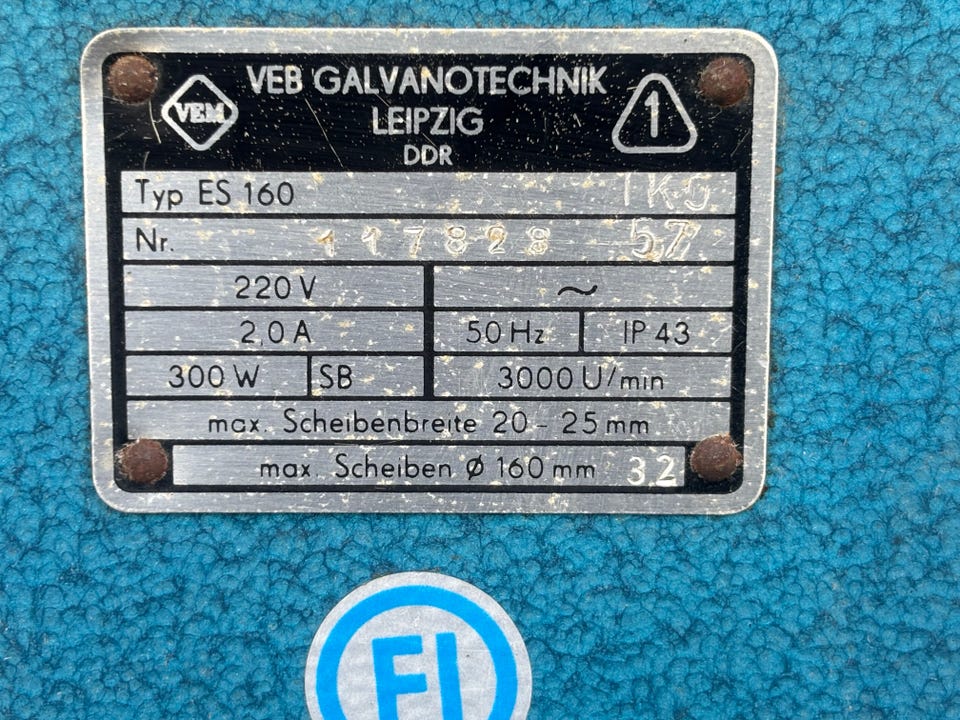 VEM
VEB GALVANOTECHNIK
LEIPZIG
DDR
1
Typ ES 160
Nr. 117828 57
220 V ~
2,0 A 50 Hz IP 43
300 W SB 3000 U/min
max. Scheibenbreite 20 - 25 mm
max. Scheiben Ø 160 mm 32
FI